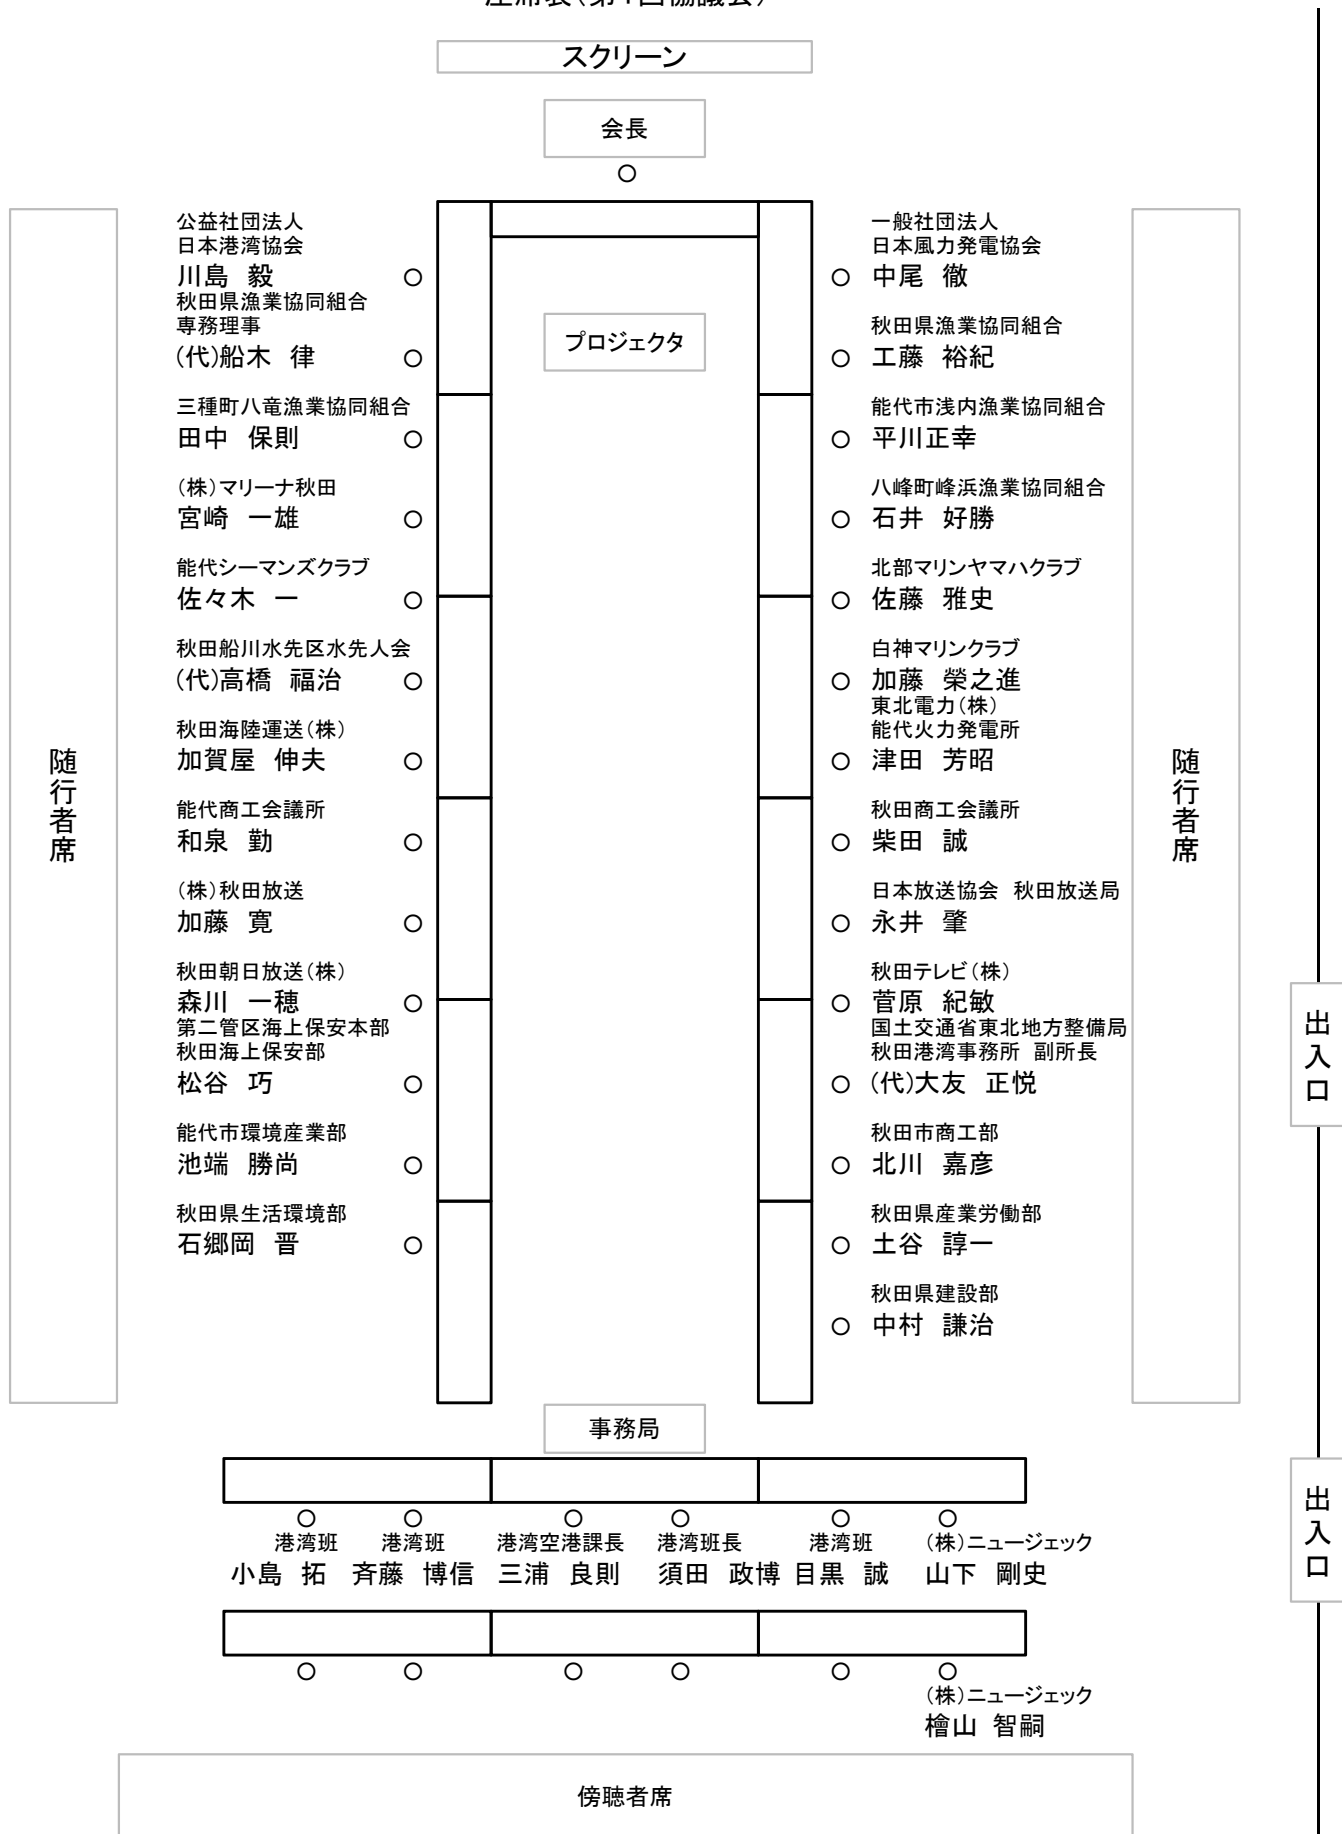 スクリーン
会長
公益社団法人
日本港湾協会
川島 毅
秋田県漁業協同組合
専務理事
(代)船木 律
三種町八竜漁業協同組合
田中 保則
(株)マリーナ秋田
宮崎 一雄
能代シーマンズクラブ
佐々木 一
秋田船川水先区水先人会
(代)高橋 福治
秋田海陸運送(株)
加賀屋 伸夫
能代商工会議所
和泉 勤
(株)秋田放送
加藤 寛
秋田朝日放送(株)
森川 一穂
第二管区海上保安本部
秋田海上保安部
松谷 巧
能代市環境産業部
池端 勝尚
秋田県生活環境部
石郷岡 晋
プロジェクタ
一般社団法人
日本風力発電協会
中尾 徹
秋田県漁業協同組合
工藤 裕紀
能代市浅内漁業協同組合
平川正幸
八峰町峰浜漁業協同組合
石井 好勝
北部マリンヤマハクラブ
佐藤 雅史
白神マリンクラブ
加藤 榮之進
東北電力(株)
能代火力発電所
津田 芳昭
秋田商工会議所
柴田 誠
日本放送協会 秋田放送局
永井 肇
秋田テレビ(株)
菅原 紀敏
国土交通省東北地方整備局
秋田港湾事務所 副所長
(代)大友 正悦
秋田市商工部
北川 嘉彦
秋田県産業労働部
土谷 諄一
秋田県建設部
中村 謙治
随行者席
随行者席
出入口
事務局
出入口
港湾班 港湾班 港湾空港課長 港湾班長 港湾班 (株)ニュージェック
小島 拓 斉藤 博信 三浦 良則 須田 政博 目黒 誠 山下 剛史
(株)ニュージェック
檜山 智嗣
傍聴者席